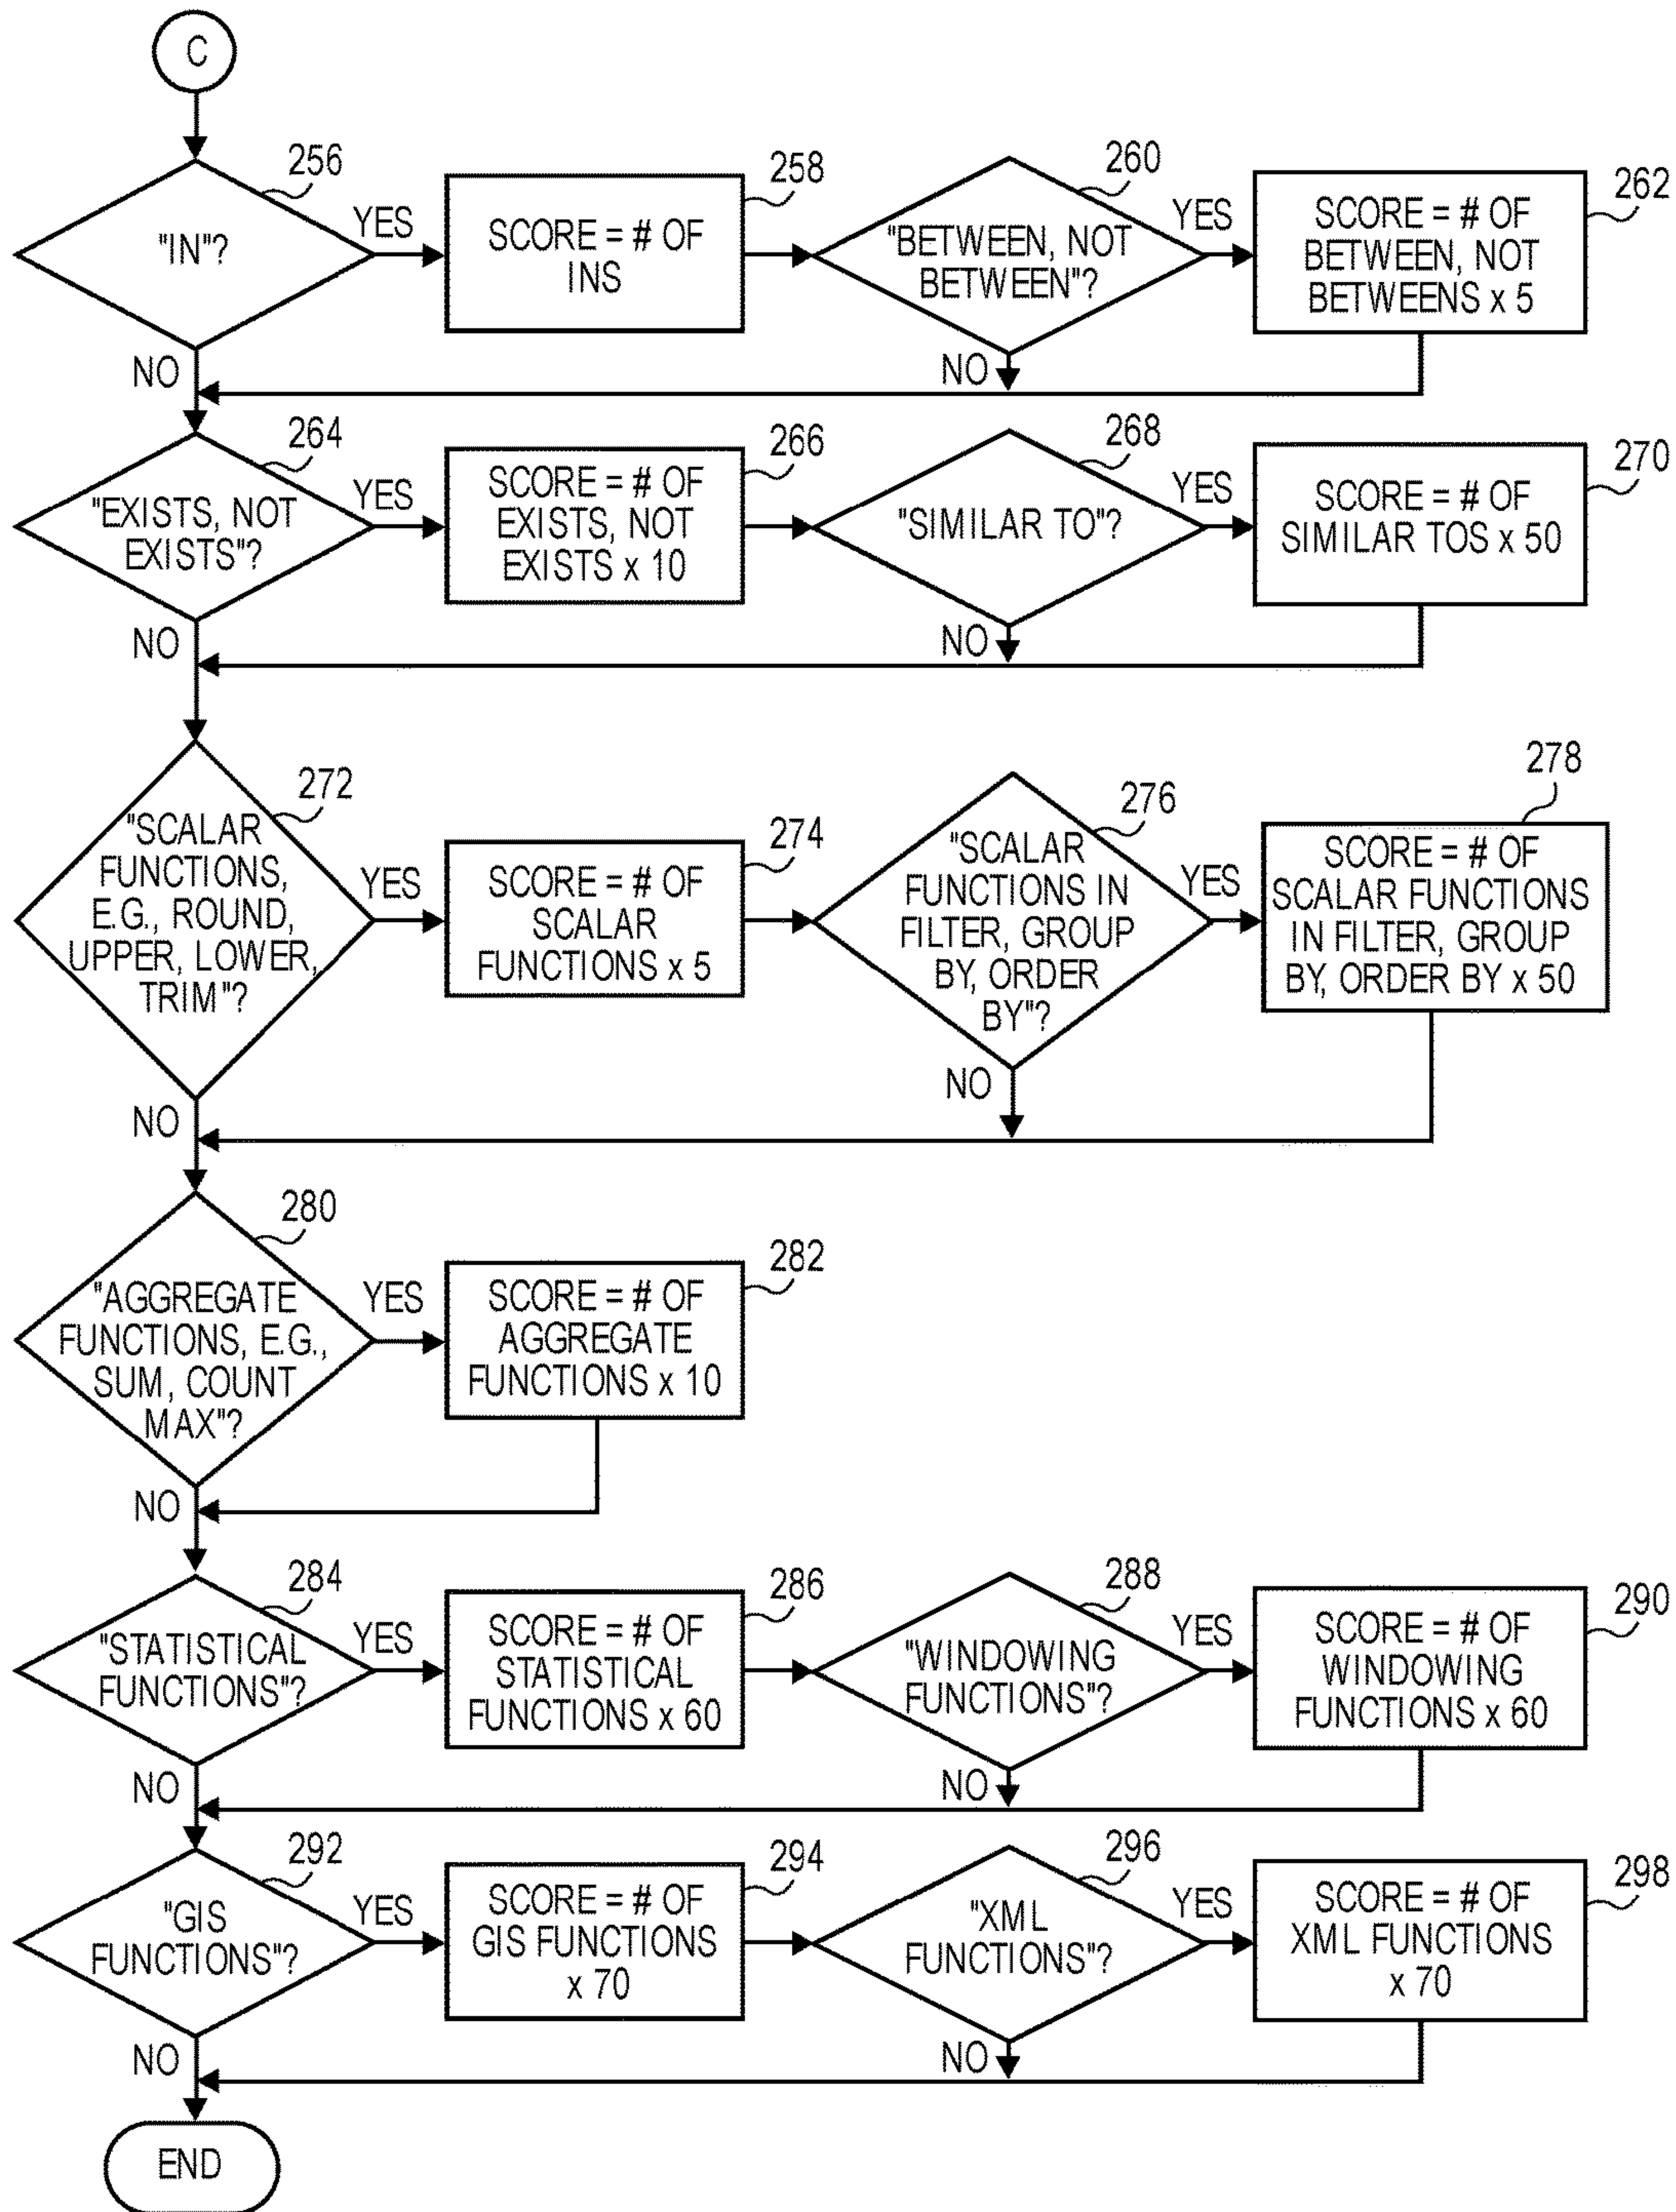 C
256
"IN"?
YES
NO
258
SCORE = # OF
INS
260
"BETWEEN, NOT
BETWEEN"?
YES
NO
262
SCORE = # OF
BETWEEN, NOT
BETWEENS x 5
264
"EXISTS, NOT
EXISTS"?
YES
NO
266
SCORE = # OF
EXISTS, NOT
EXISTS x 10
268
"SIMILAR TO"?
YES
NO
270
SCORE = # OF
SIMILAR TOS x 50
272
"SCALAR
FUNCTIONS,
E.G., ROUND,
UPPER, LOWER,
TRIM"?
YES
NO
274
SCORE = # OF
SCALAR
FUNCTIONS x 5
276
"SCALAR
FUNCTIONS IN
FILTER, GROUP
BY, ORDER
BY"?
YES
NO
278
SCORE = # OF
SCALAR FUNCTIONS
IN FILTER, GROUP
BY, ORDER BY x 50
280
"AGGREGATE
FUNCTIONS, E.G.,
SUM, COUNT
MAX"?
YES
NO
282
SCORE = # OF
AGGREGATE
FUNCTIONS x 10
284
"STATISTICAL
FUNCTIONS"?
YES
NO
286
SCORE = # OF
STATISTICAL
FUNCTIONS x 60
288
"WINDOWING
FUNCTIONS"?
YES
NO
290
SCORE = # OF
WINDOWING
FUNCTIONS x 60
292
"GIS
FUNCTIONS"?
YES
NO
294
SCORE = # OF
GIS FUNCTIONS
x 70
296
"XML
FUNCTIONS"?
YES
NO
298
SCORE = # OF
XML FUNCTIONS
x 70
END